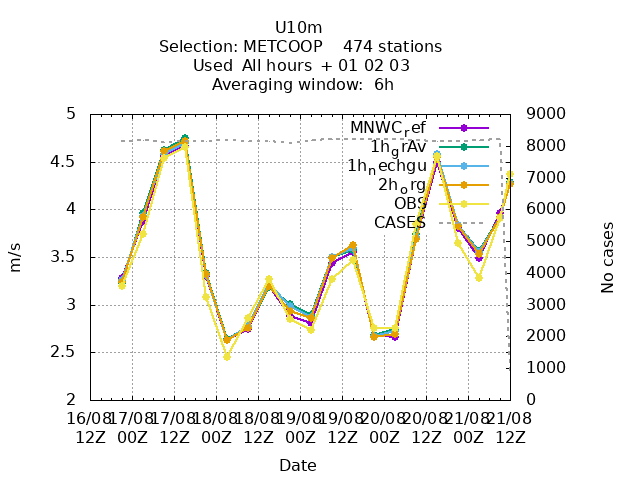 U10m
Selection: METCOOP    474 stations
Used  All hours  + 01 02 03
Averaging window:  6h
5
4.5
4
3.5
3
2.5
2
m/s
9000
8000
7000
6000
5000
4000
3000
2000
1000
0
No cases
MNWC_ref
1h_grAv
1h_nechgu
2h_org
OBS
CASES
16/08 17/08 17/08 18/08 18/08 19/08 19/08 20/08 20/08 21/08 21/08
12Z 00Z 12Z 00Z 12Z 00Z 12Z 00Z 12Z 00Z 12Z
Date